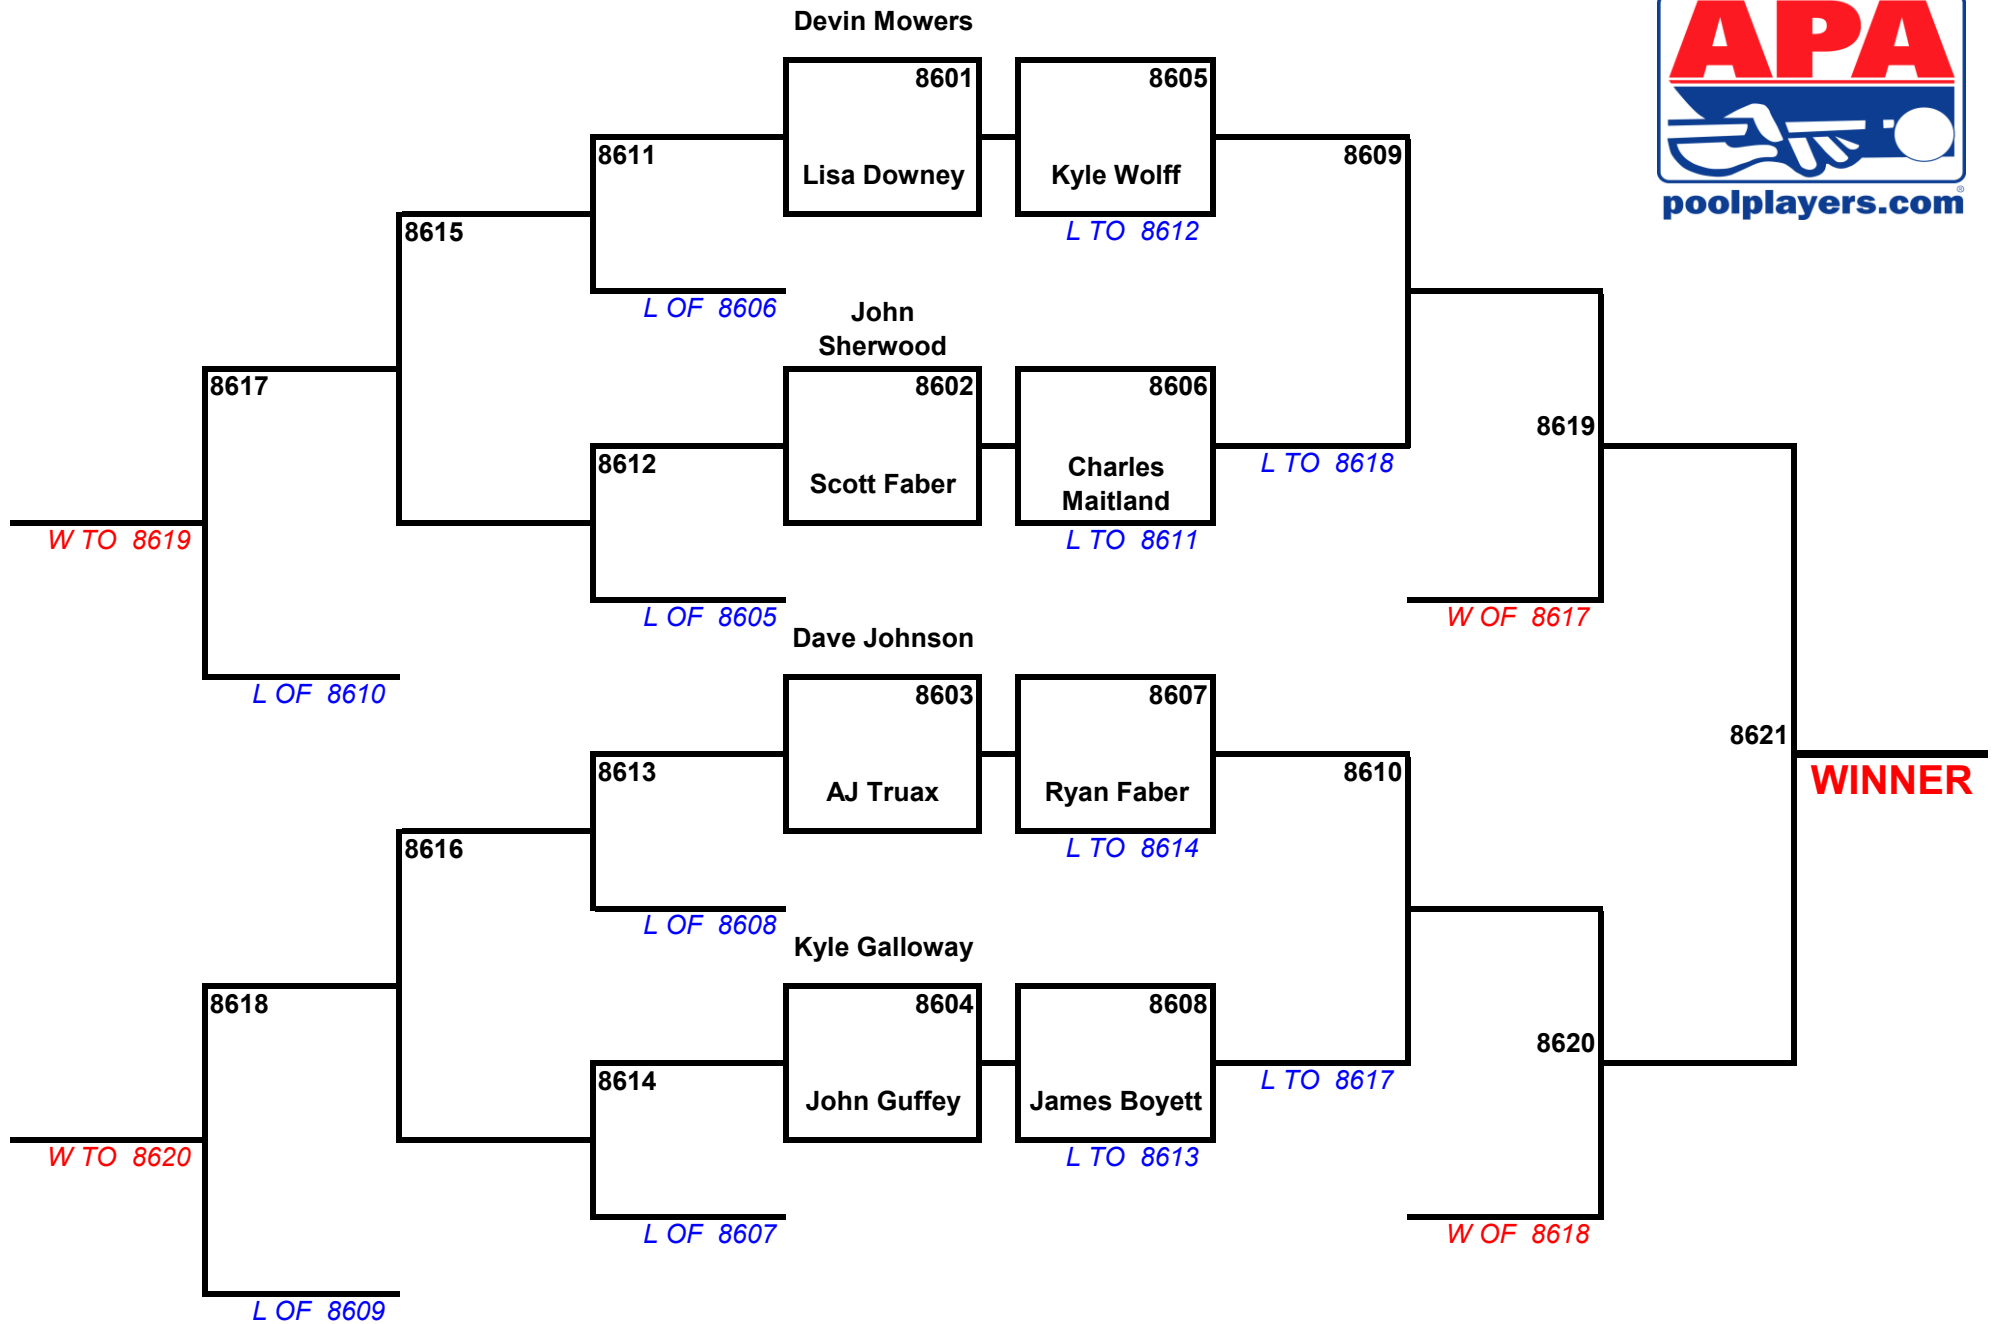 Devin Mowers
APA
8601
8605
8611
8609
Lisa Downey
Kyle Wolff
poolplayers.com
®
8615
L TO 8612
L OF 8606
John
Sherwood
8617
8602
8606
8619
8612
L TO 8618
Charles
Maitland
Scott Faber
W TO 8619
L TO 8611
L OF 8605
W OF 8617
Dave Johnson
L OF 8610
8603
8607
8621
8613
8610
WINNER
AJ Truax
Ryan Faber
8616
L TO 8614
L OF 8608
Kyle Galloway
8618
8604
8608
8620
8614
L TO 8617
John Guffey
James Boyett
W TO 8620
L TO 8613
L OF 8607
W OF 8618
L OF 8609